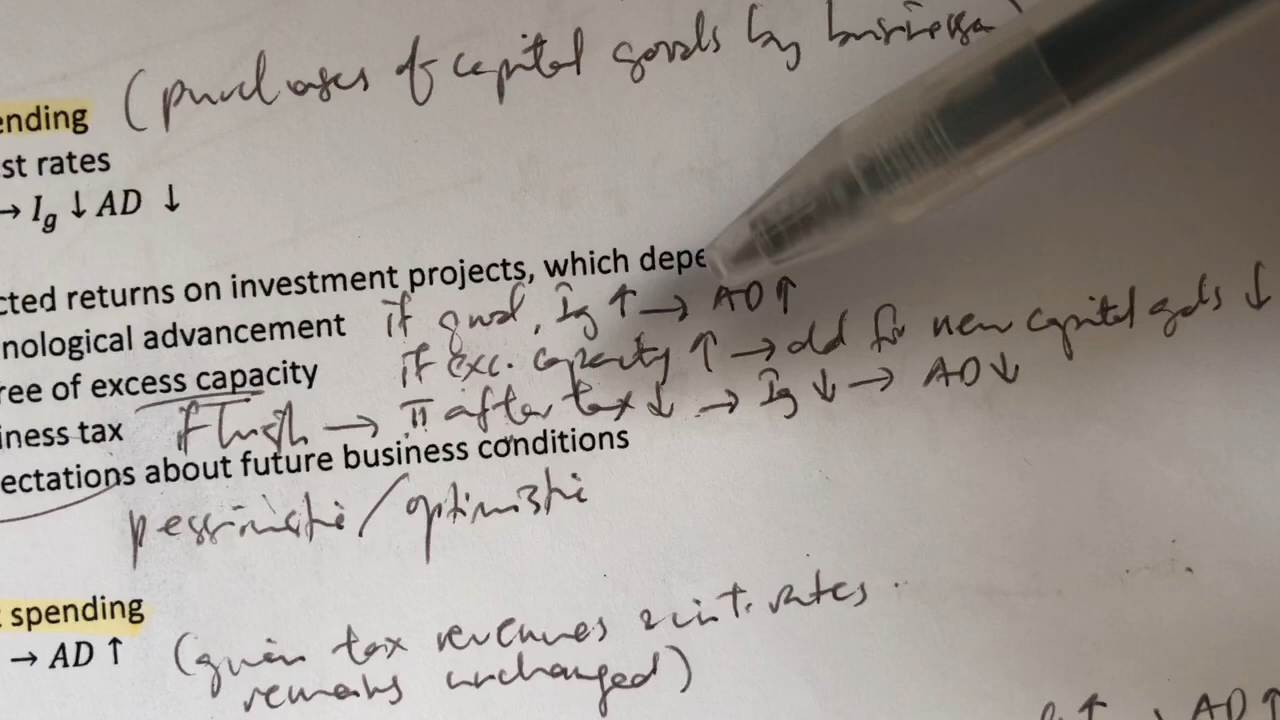 (purchases of capital goods by business)
ending
st rates
→ I_g ↓ AD ↓
cted returns on investment projects, which depe
nological advancement if good, Ig ↑ → AD ↑
ree of excess capacity if exc. capacity ↑ → dd for new capital gds ↓
iness tax if high → π after tax ↓ → Ig ↓ → AD ↓
ectations about future business conditions
pessimistic/optimistic
spending
→ AD ↑ (given tax revenues & int. rates
remains unchanged)
↑ AD ↑